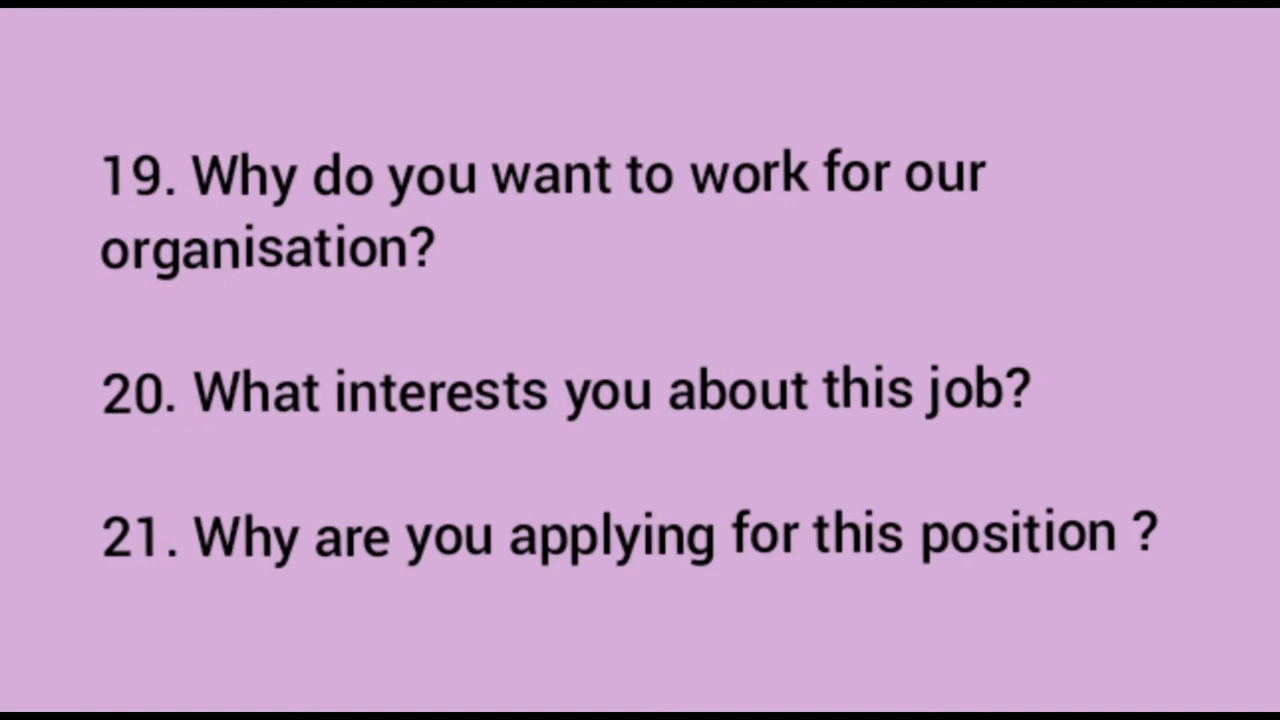 19. Why do you want to work for our
organisation?
20. What interests you about this job?
21. Why are you applying for this position ?